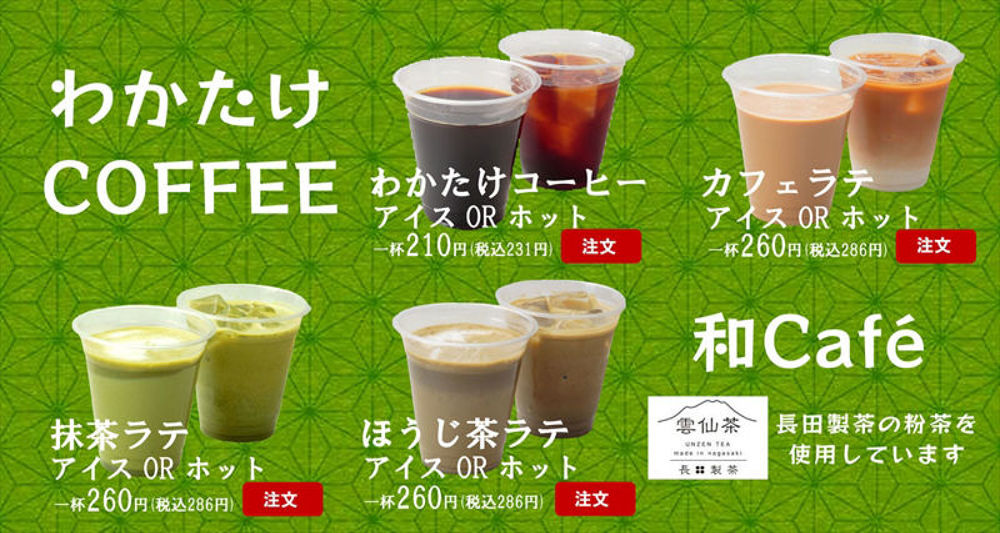 わかたけ
COFFEE
わかたけコーヒー
アイス OR ホット
一杯210円(税込231円)
注文
カフェラテ
アイス OR ホット
一杯260円(税込286円)
注文
抹茶ラテ
アイス OR ホット
一杯260円(税込286円)
注文
ほうじ茶ラテ
アイス OR ホット
一杯260円(税込286円)
注文
和Café
雲仙茶
UNZEN TEA
made in nagasaki
長田製茶
長田製茶の粉茶を
使用しています